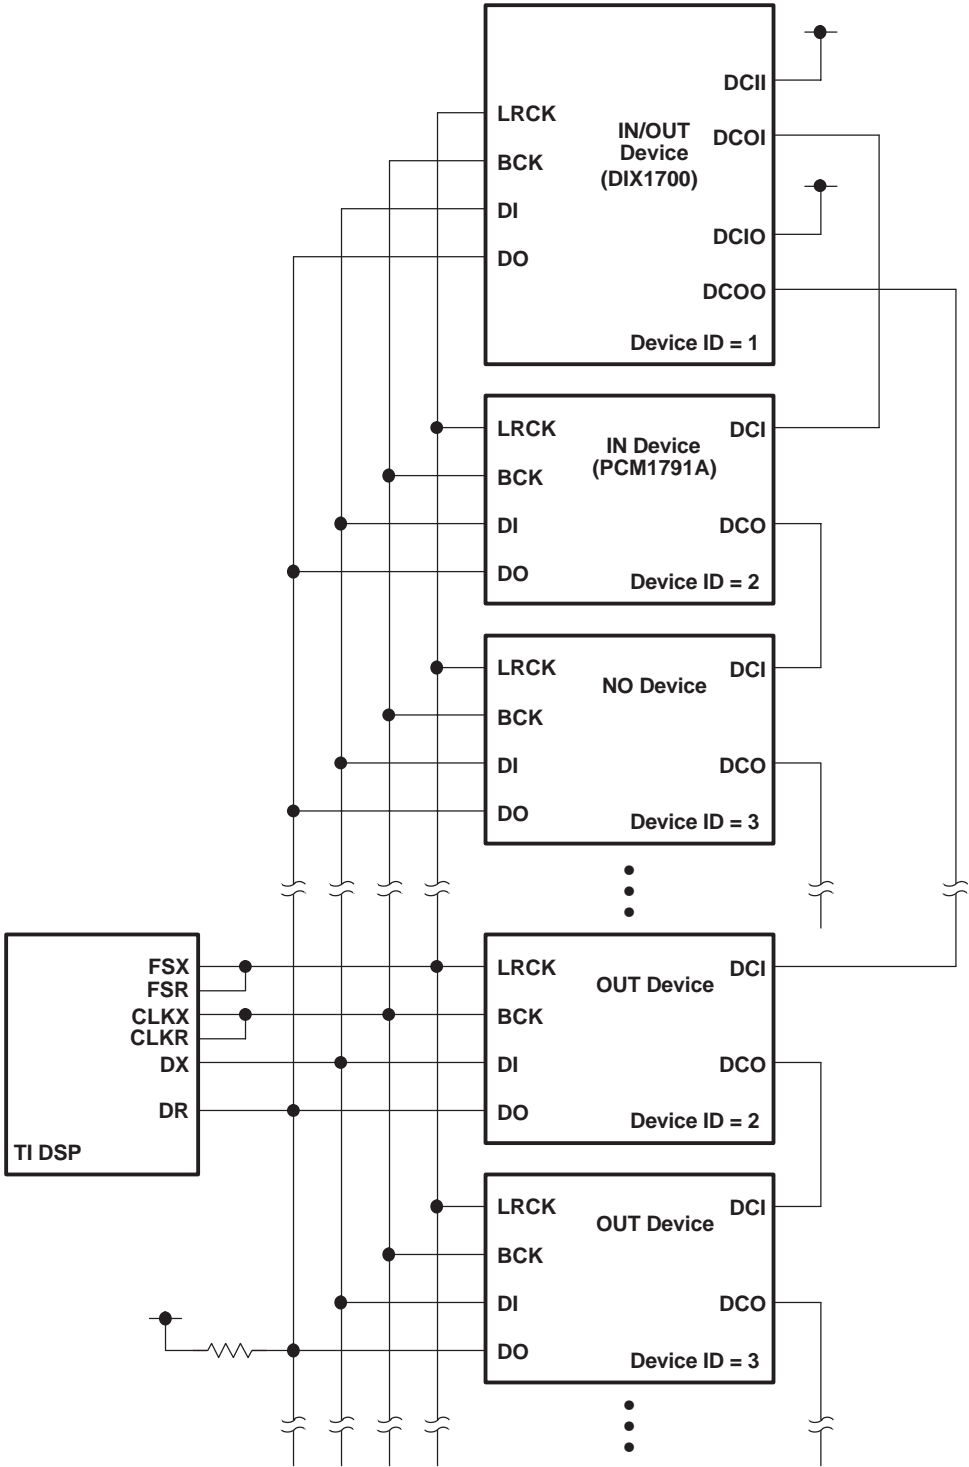 DCII
LRCK
IN/OUT
Device
(DIX1700)
DCOI
BCK
DI
DCIO
DO
DCOO
Device ID = 1
LRCK
IN Device
(PCM1791A)
DCI
BCK
DI
DCO
DO
Device ID = 2
LRCK
NO Device
DCI
BCK
DI
DCO
DO
Device ID = 3
FSX
FSR
CLKX
CLKR
DX
DR
TI DSP
LRCK
OUT Device
DCI
BCK
DI
DCO
DO
Device ID = 2
LRCK
OUT Device
DCI
BCK
DI
DCO
DO
Device ID = 3